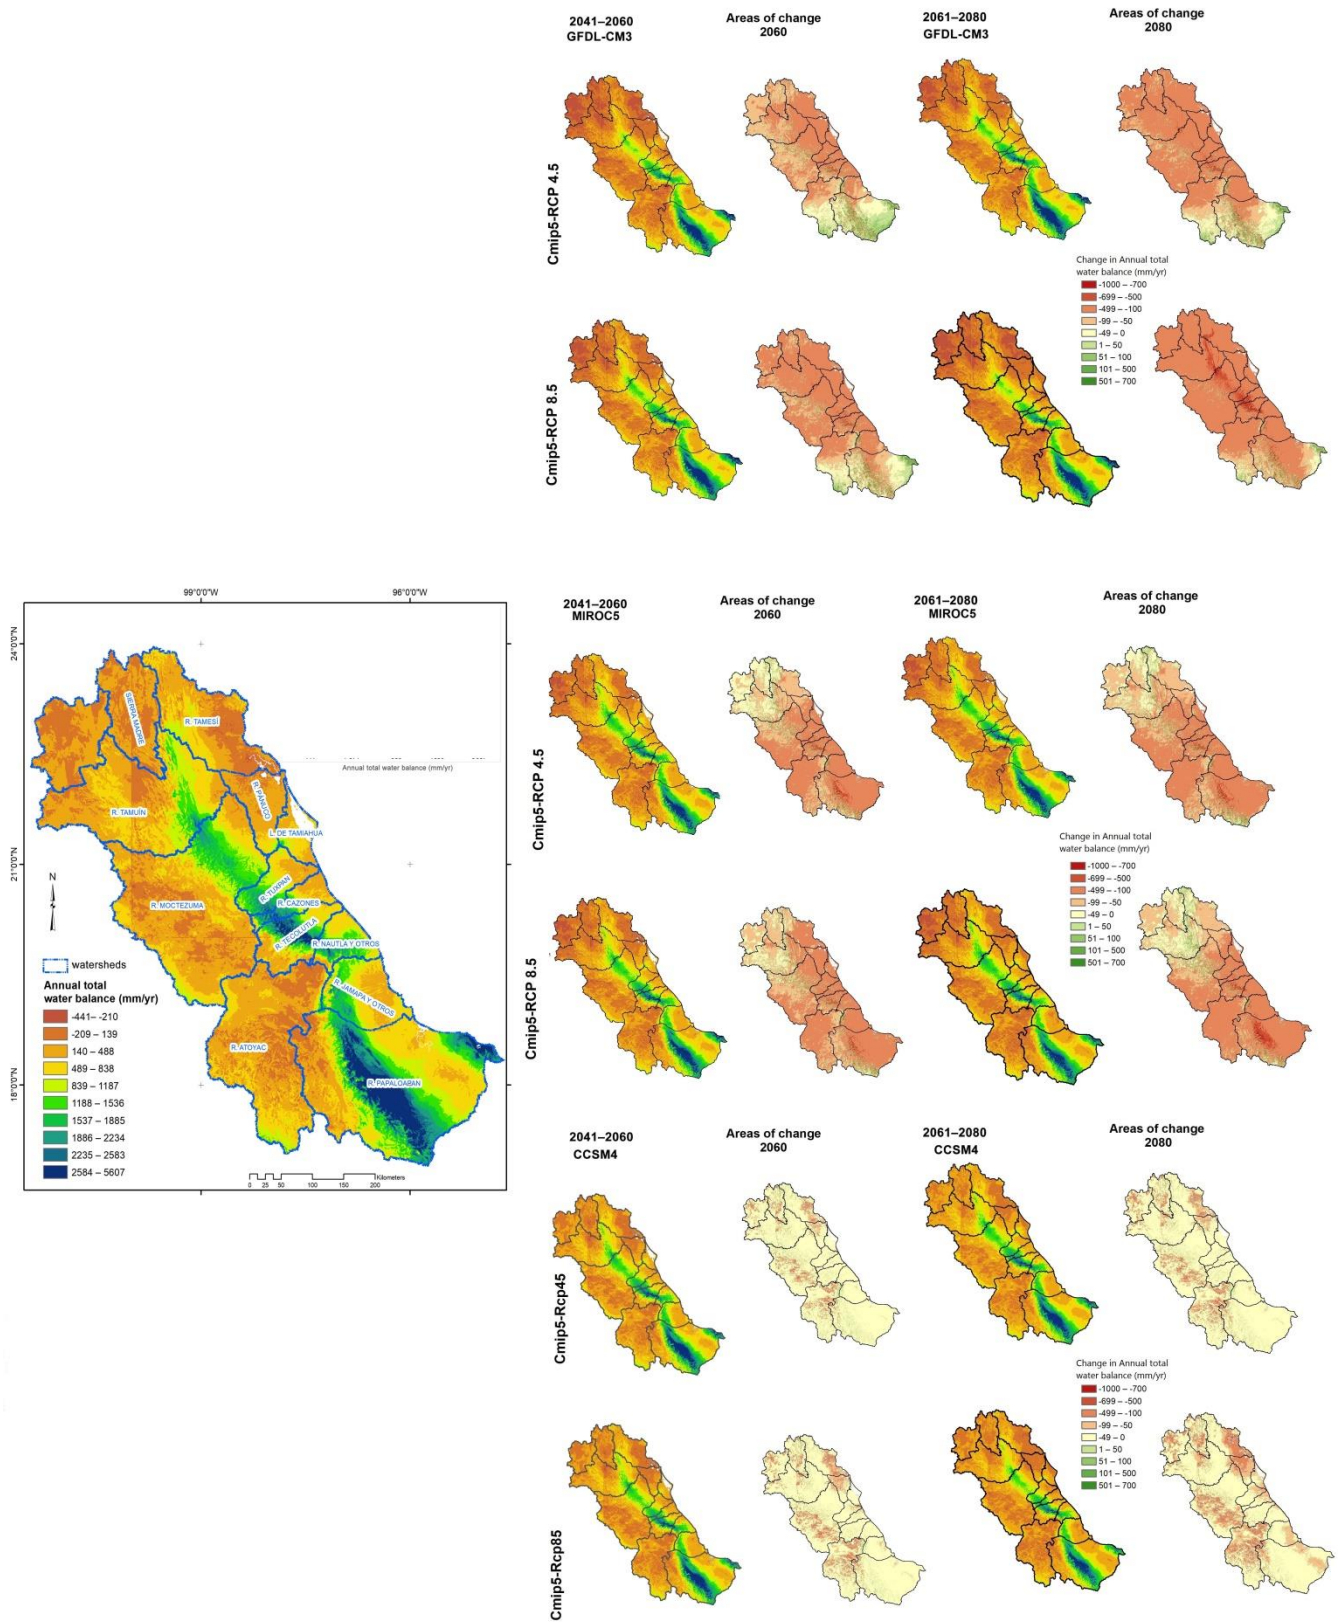 2041–2060
GFDL-CM3
Areas of change
2060
2061–2080
GFDL-CM3
Areas of change
2080
Cmip5-RCP 4.5
Change in Annual total
water balance (mm/yr)
-1000 – -700
-699 – -500
-499 – -100
-99 – -50
-49 – 0
1 – 50
51 – 100
101 – 500
501 – 700
Cmip5-RCP 8.5
99°0'0"W
96°0'0"W
24°0'0"N
21°0'0"N
18°0'0"N
SIERRA MADRE
R. TAMESÍ
Annual total water balance (mm/yr)
R. PANUCO
R. TAMUÍN
L. DE TAMIAHUA
N
R. TUXPAN
R. MOCTEZUMA
R. CAZONES
R. TECOLUTLA
R. NAUTLA Y OTROS
R. JAMAPA Y OTROS
R. ATOYAC
R. PAPALOABAN
watersheds
Annual total
water balance (mm/yr)
-441– -210
-209 – 139
140 – 488
489 – 838
839 – 1187
1188 – 1536
1537 – 1885
1886 – 2234
2235 – 2583
2584 – 5607
Kilometers
0 25 50 100 150 200
2041–2060
MIROC5
Areas of change
2060
2061–2080
MIROC5
Areas of change
2080
Cmip5-RCP 4.5
Change in Annual total
water balance (mm/yr)
-1000 – -700
-699 – -500
-499 – -100
-99 – -50
-49 – 0
1 – 50
51 – 100
101 – 500
501 – 700
Cmip5-RCP 8.5
2041–2060
CCSM4
Areas of change
2060
2061–2080
CCSM4
Areas of change
2080
Cmip5-Rcp45
Change in Annual total
water balance (mm/yr)
-1000 – -700
-699 – -500
-499 – -100
-99 – -50
-49 – 0
1 – 50
51 – 100
101 – 500
501 – 700
Cmip5-Rcp85